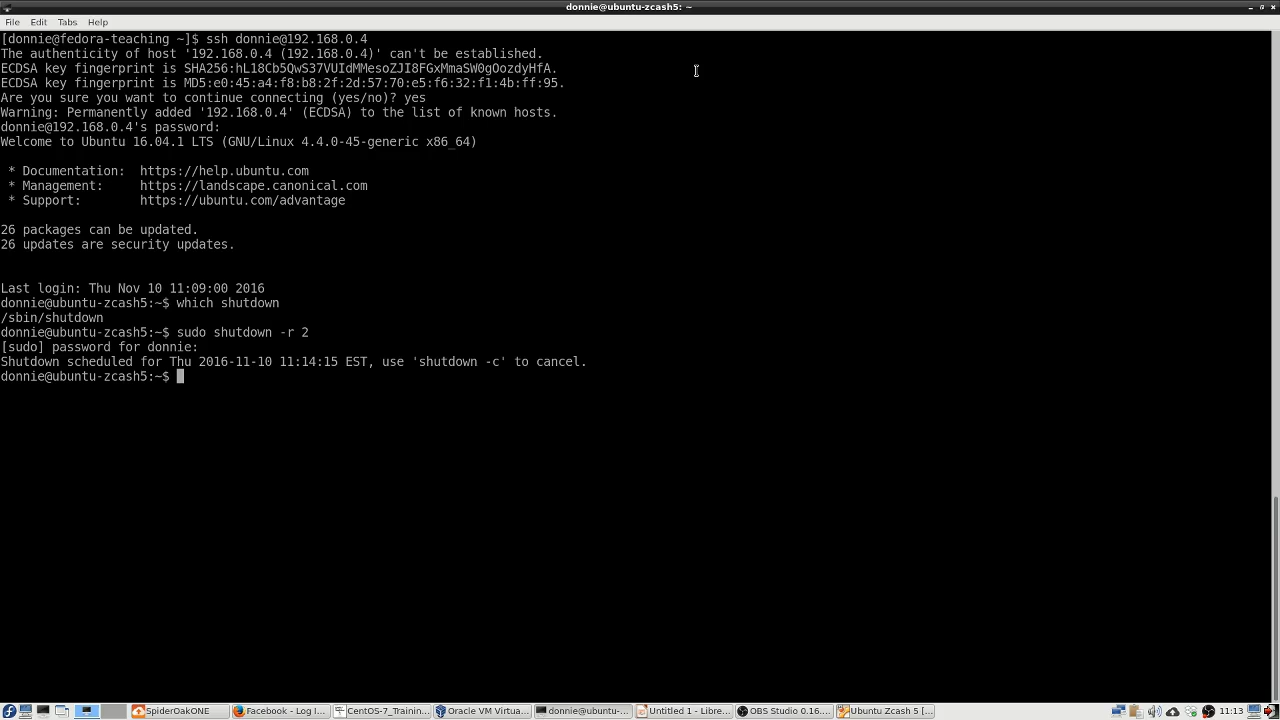 donnie@ubuntu-zcash5: ~
File Edit Tabs Help
[donnie@fedora-teaching ~]$ ssh donnie@192.168.0.4
The authenticity of host '192.168.0.4 (192.168.0.4)' can't be established.
ECDSA key fingerprint is SHA256:hL18Cb5QwS37VUIdMMesoZJI8FGxMmaSW0gOozdyHfA.
ECDSA key fingerprint is MD5:e0:45:a4:f8:b8:2f:2d:57:70:e5:f6:32:f1:4b:ff:95.
Are you sure you want to continue connecting (yes/no)? yes
Warning: Permanently added '192.168.0.4' (ECDSA) to the list of known hosts.
donnie@192.168.0.4's password:
Welcome to Ubuntu 16.04.1 LTS (GNU/Linux 4.4.0-45-generic x86_64)
* Documentation: https://help.ubuntu.com
* Management: https://landscape.canonical.com
* Support: https://ubuntu.com/advantage
26 packages can be updated.
26 updates are security updates.
Last login: Thu Nov 10 11:09:00 2016
donnie@ubuntu-zcash5:~$ which shutdown
/sbin/shutdown
donnie@ubuntu-zcash5:~$ sudo shutdown -r 2
[sudo] password for donnie:
Shutdown scheduled for Thu 2016-11-10 11:14:15 EST, use 'shutdown -c' to cancel.
donnie@ubuntu-zcash5:~$
SpiderOakONE Facebook - Log I... CentOS-7_Trainin... Oracle VM Virtua... donnie@ubuntu-... Untitled 1 - Libre... OBS Studio 0.16.... Ubuntu Zcash 5 [... 11:13